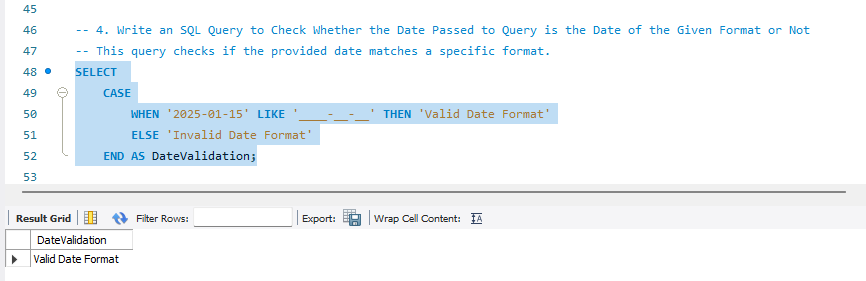 45
46 -- 4. Write an SQL Query to Check Whether the Date Passed to Query is the Date of the Given Format or Not
47 -- This query checks if the provided date matches a specific format.
48 SELECT
49 CASE
50 WHEN '2025-01-15' LIKE '____-__-__' THEN 'Valid Date Format'
51 ELSE 'Invalid Date Format'
52 END AS DateValidation;
53
Result Grid Filter Rows: Export: Wrap Cell Content:
DateValidation
Valid Date Format